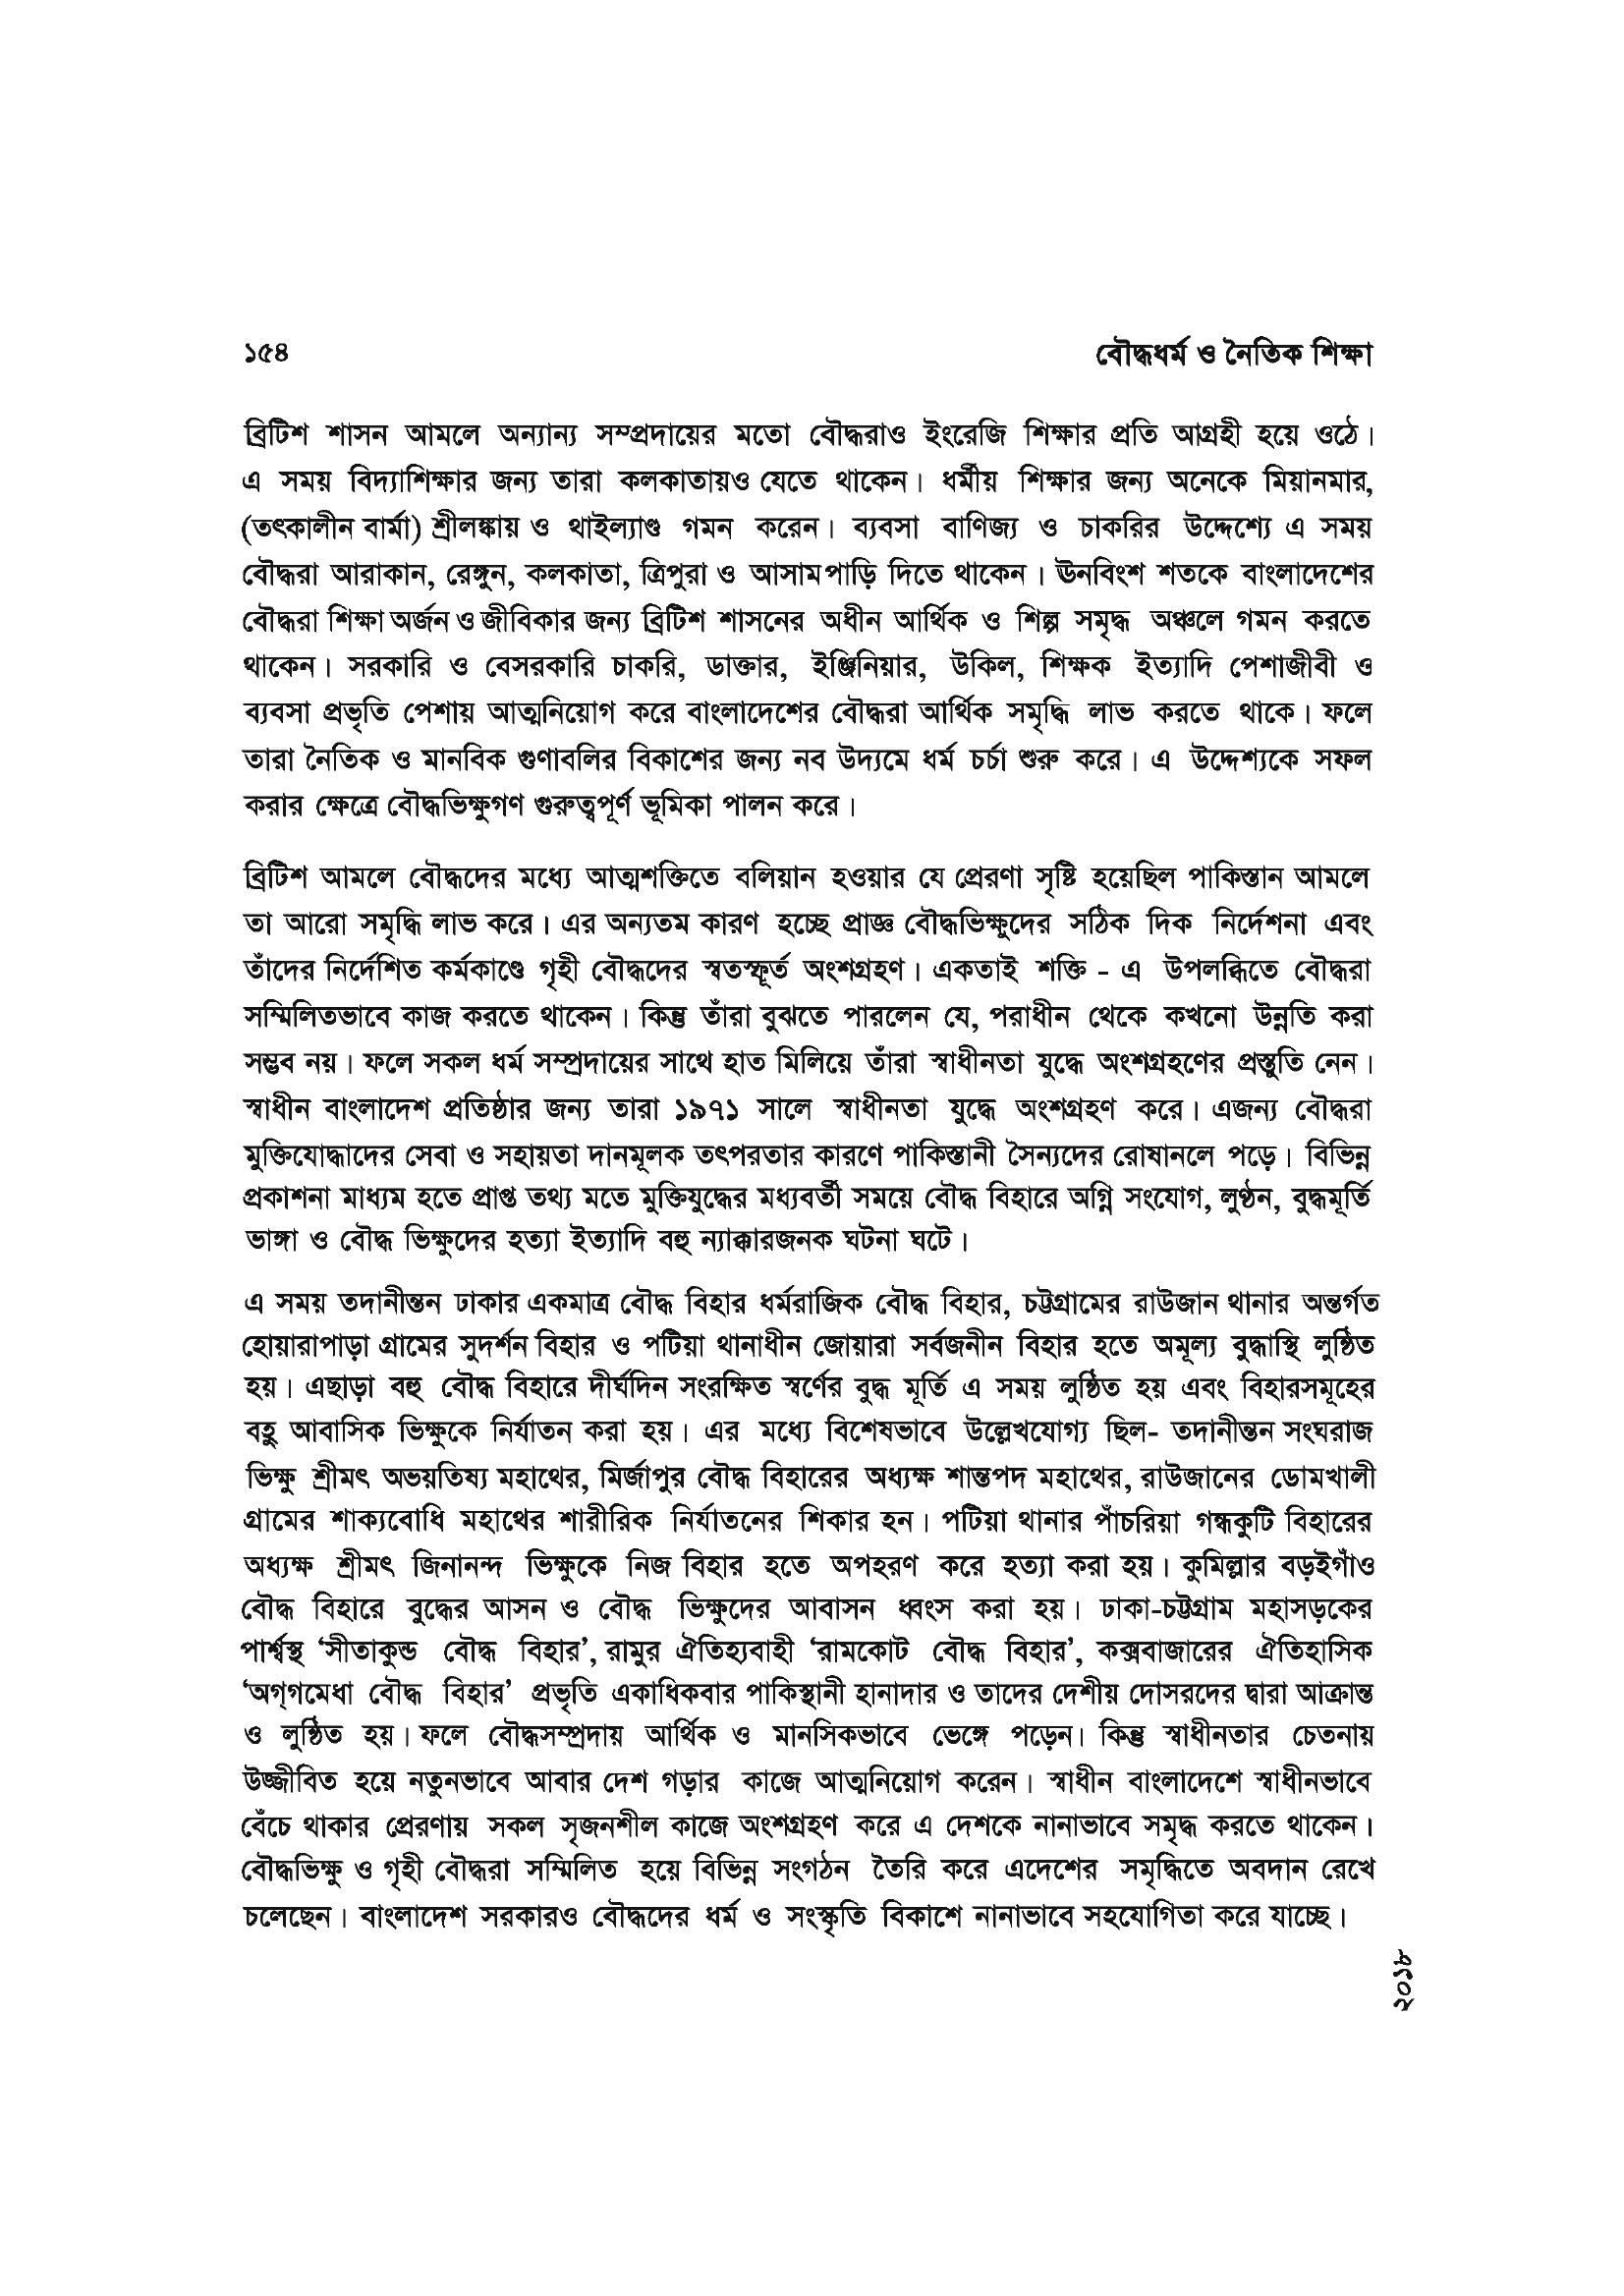 ১৫৪ বৌদ্ধধর্ম ও নৈতিক শিক্ষা
ব্রিটিশ শাসন আমলে অন্যান্য সম্প্রদায়ের মতো বৌদ্ধরাও ইংরেজি শিক্ষার প্রতি আগ্রহী হয়ে ওঠে।
এ সময় বিদ্যাশিক্ষার জন্য তারা কলকাতায়ও যেতে থাকেন। ধর্মীয় শিক্ষার জন্য অনেকে মিয়ানমার,
(তৎকালীন বার্মা) শ্রীলঙ্কায় ও থাইল্যাণ্ড গমন করেন। ব্যবসা বাণিজ্য ও চাকরির উদ্দেশ্যে এ সময়
বৌদ্ধরা আরাকান, রেঙ্গুন, কলকাতা, ত্রিপুরা ও আসাম পাড়ি দিতে থাকেন। ঊনবিংশ শতকে বাংলাদেশের
বৌদ্ধরা শিক্ষা অর্জন ও জীবিকার জন্য ব্রিটিশ শাসনের অধীন আর্থিক ও শিল্প সমৃদ্ধ অঞ্চলে গমন করতে
থাকেন। সরকারি ও বেসরকারি চাকরি, ডাক্তার, ইঞ্জিনিয়ার, উকিল, শিক্ষক ইত্যাদি পেশাজীবী ও
ব্যবসা প্রভৃতি পেশায় আত্মনিয়োগ করে বাংলাদেশের বৌদ্ধরা আর্থিক সমৃদ্ধি লাভ করতে থাকে। ফলে
তারা নৈতিক ও মানবিক গুণাবলির বিকাশের জন্য নব উদ্যমে ধর্ম চর্চা শুরু করে। এ উদ্দেশ্যকে সফল
করার ক্ষেত্রে বৌদ্ধভিক্ষুগণ গুরুত্বপূর্ণ ভূমিকা পালন করে।
ব্রিটিশ আমলে বৌদ্ধদের মধ্যে আত্মশক্তিতে বলিয়ান হওয়ার যে প্রেরণা সৃষ্টি হয়েছিল পাকিস্তান আমলে
তা আরো সমৃদ্ধি লাভ করে। এর অন্যতম কারণ হচ্ছে প্রাজ্ঞ বৌদ্ধভিক্ষুদের সঠিক দিক নির্দেশনা এবং
তাঁদের নির্দেশিত কর্মকাণ্ডে গৃহী বৌদ্ধদের স্বতস্ফূর্ত অংশগ্রহণ। একতাই শক্তি - এ উপলব্ধিতে বৌদ্ধরা
সম্মিলিতভাবে কাজ করতে থাকেন। কিন্তু তাঁরা বুঝতে পারলেন যে, পরাধীন থেকে কখনো উন্নতি করা
সম্ভব নয়। ফলে সকল ধর্ম সম্প্রদায়ের সাথে হাত মিলিয়ে তাঁরা স্বাধীনতা যুদ্ধে অংশগ্রহণের প্রস্তুতি নেন।
স্বাধীন বাংলাদেশ প্রতিষ্ঠার জন্য তারা ১৯৭১ সালে স্বাধীনতা যুদ্ধে অংশগ্রহণ করে। এজন্য বৌদ্ধরা
মুক্তিযোদ্ধাদের সেবা ও সহায়তা দানমূলক তৎপরতার কারণে পাকিস্তানী সৈন্যদের রোষানলে পড়ে। বিভিন্ন
প্রকাশনা মাধ্যম হতে প্রাপ্ত তথ্য মতে মুক্তিযুদ্ধের মধ্যবর্তী সময়ে বৌদ্ধ বিহারে অগ্নি সংযোগ, লুণ্ঠন, বুদ্ধমূর্তি
ভাঙ্গা ও বৌদ্ধ ভিক্ষুদের হত্যা ইত্যাদি বহু ন্যাক্কারজনক ঘটনা ঘটে।
এ সময় তদানীন্তন ঢাকার একমাত্র বৌদ্ধ বিহার ধর্মরাজিক বৌদ্ধ বিহার, চট্টগ্রামের রাউজান থানার অন্তর্গত
হোয়ারাপাড়া গ্রামের সুদর্শন বিহার ও পটিয়া থানাধীন জোয়ারা সর্বজনীন বিহার হতে অমূল্য বুদ্ধাস্থি লুণ্ঠিত
হয়। এছাড়া বহু বৌদ্ধ বিহারে দীর্ঘদিন সংরক্ষিত স্বর্ণের বুদ্ধ মূর্তি এ সময় লুণ্ঠিত হয় এবং বিহারসমূহের
বহু আবাসিক ভিক্ষুকে নির্যাতন করা হয়। এর মধ্যে বিশেষভাবে উল্লেখযোগ্য ছিল- তদানীন্তন সংঘরাজ
ভিক্ষু শ্রীমৎ অভয়তিষ্য মহাথের, মির্জাপুর বৌদ্ধ বিহারের অধ্যক্ষ শান্তপদ মহাথের, রাউজানের ডোমখালী
গ্রামের শাক্যবোধি মহাথের শারীরিক নির্যাতনের শিকার হন। পটিয়া থানার পাঁচরিয়া গন্ধকুটি বিহারের
অধ্যক্ষ শ্রীমৎ জিনানন্দ ভিক্ষুকে নিজ বিহার হতে অপহরণ করে হত্যা করা হয়। কুমিল্লার বড়ইগাঁও
বৌদ্ধ বিহারে বুদ্ধের আসন ও বৌদ্ধ ভিক্ষুদের আবাসন ধ্বংস করা হয়। ঢাকা-চট্টগ্রাম মহাসড়কের
পার্শ্বস্থ ‘সীতাকুন্ড বৌদ্ধ বিহার’, রামুর ঐতিহ্যবাহী ‘রামকোট বৌদ্ধ বিহার’, কক্সবাজারের ঐতিহাসিক
‘অগ্‌গমেধা বৌদ্ধ বিহার’ প্রভৃতি একাধিকবার পাকিস্থানী হানাদার ও তাদের দেশীয় দোসরদের দ্বারা আক্রান্ত
ও লুণ্ঠিত হয়। ফলে বৌদ্ধসম্প্রদায় আর্থিক ও মানসিকভাবে ভেঙ্গে পড়েন। কিন্তু স্বাধীনতার চেতনায়
উজ্জীবিত হয়ে নতুনভাবে আবার দেশ গড়ার কাজে আত্মনিয়োগ করেন। স্বাধীন বাংলাদেশে স্বাধীনভাবে
বেঁচে থাকার প্রেরণায় সকল সৃজনশীল কাজে অংশগ্রহণ করে এ দেশকে নানাভাবে সমৃদ্ধ করতে থাকেন।
বৌদ্ধভিক্ষু ও গৃহী বৌদ্ধরা সম্মিলিত হয়ে বিভিন্ন সংগঠন তৈরি করে এদেশের সমৃদ্ধিতে অবদান রেখে
চলেছেন। বাংলাদেশ সরকারও বৌদ্ধদের ধর্ম ও সংস্কৃতি বিকাশে নানাভাবে সহযোগিতা করে যাচ্ছে।
২০১৮